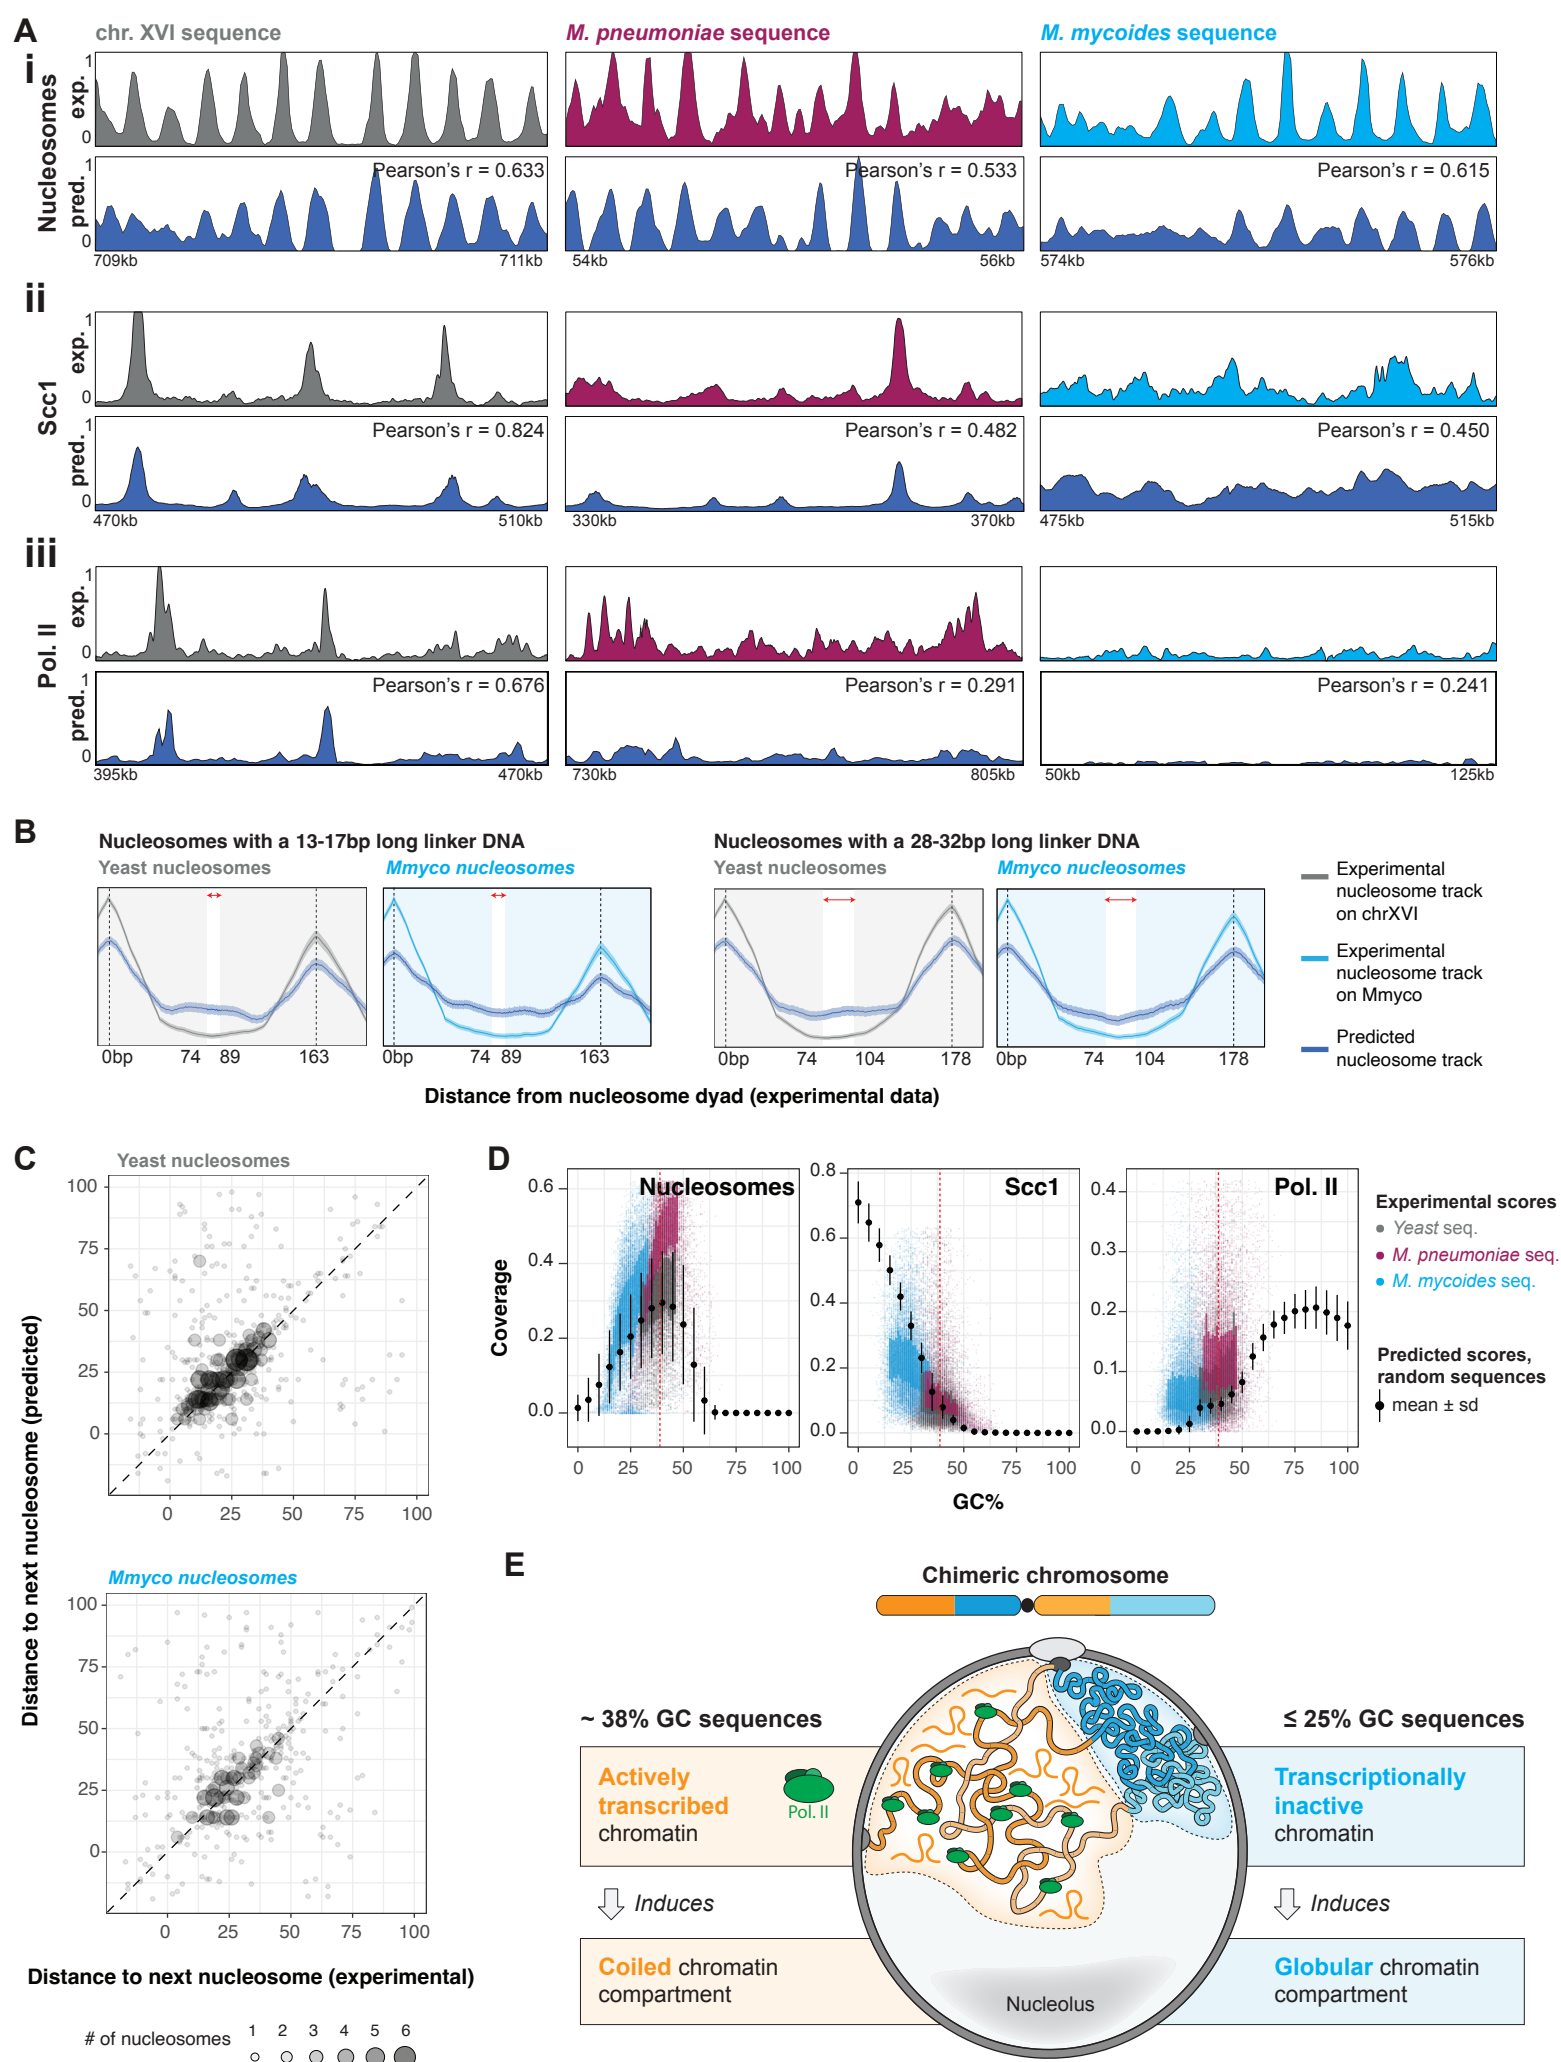 A
chr. XVI sequence
M. pneumoniae sequence
M. mycoides sequence
i
Nucleosomes
exp.
1
0
pred.
1
0
Pearson's r = 0.633
Pearson's r = 0.533
Pearson's r = 0.615
709kb
711kb
54kb
56kb
574kb
576kb
ii
Scc1
exp.
1
0
pred.
1
0
Pearson's r = 0.824
Pearson's r = 0.482
Pearson's r = 0.450
470kb
510kb
330kb
370kb
475kb
515kb
iii
Pol. II
exp.
1
0
pred.
1
0
Pearson's r = 0.676
Pearson's r = 0.291
Pearson's r = 0.241
395kb
470kb
730kb
805kb
50kb
125kb
B
Nucleosomes with a 13-17bp long linker DNA
Yeast nucleosomes
Mmyco nucleosomes
0bp 74 89 163
0bp 74 89 163
Nucleosomes with a 28-32bp long linker DNA
Yeast nucleosomes
Mmyco nucleosomes
0bp 74 104 178
0bp 74 104 178
Distance from nucleosome dyad (experimental data)
Experimental
nucleosome track
on chrXVI
Experimental
nucleosome track
on Mmyco
Predicted
nucleosome track
C
Yeast nucleosomes
100
75
50
25
0
0 25 50 75 100
Mmyco nucleosomes
100
75
50
25
0
0 25 50 75 100
Distance to next nucleosome (predicted)
Distance to next nucleosome (experimental)
# of nucleosomes
1 2 3 4 5 6
D
Coverage
Nucleosomes
0.6
0.4
0.2
0.0
0 25 50 75 100
Scc1
0.8
0.6
0.4
0.2
0.0
0 25 50 75 100
Pol. II
0.4
0.3
0.2
0.1
0.0
0 25 50 75 100
GC%
Experimental scores
Yeast seq.
M. pneumoniae seq.
M. mycoides seq.
Predicted scores,
random sequences
mean ± sd
E
Chimeric chromosome
~ 38% GC sequences
Actively
transcribed
chromatin
Pol. II
Induces
Coiled chromatin
compartment
≤ 25% GC sequences
Transcriptionally
inactive
chromatin
Induces
Globular chromatin
compartment
Nucleolus